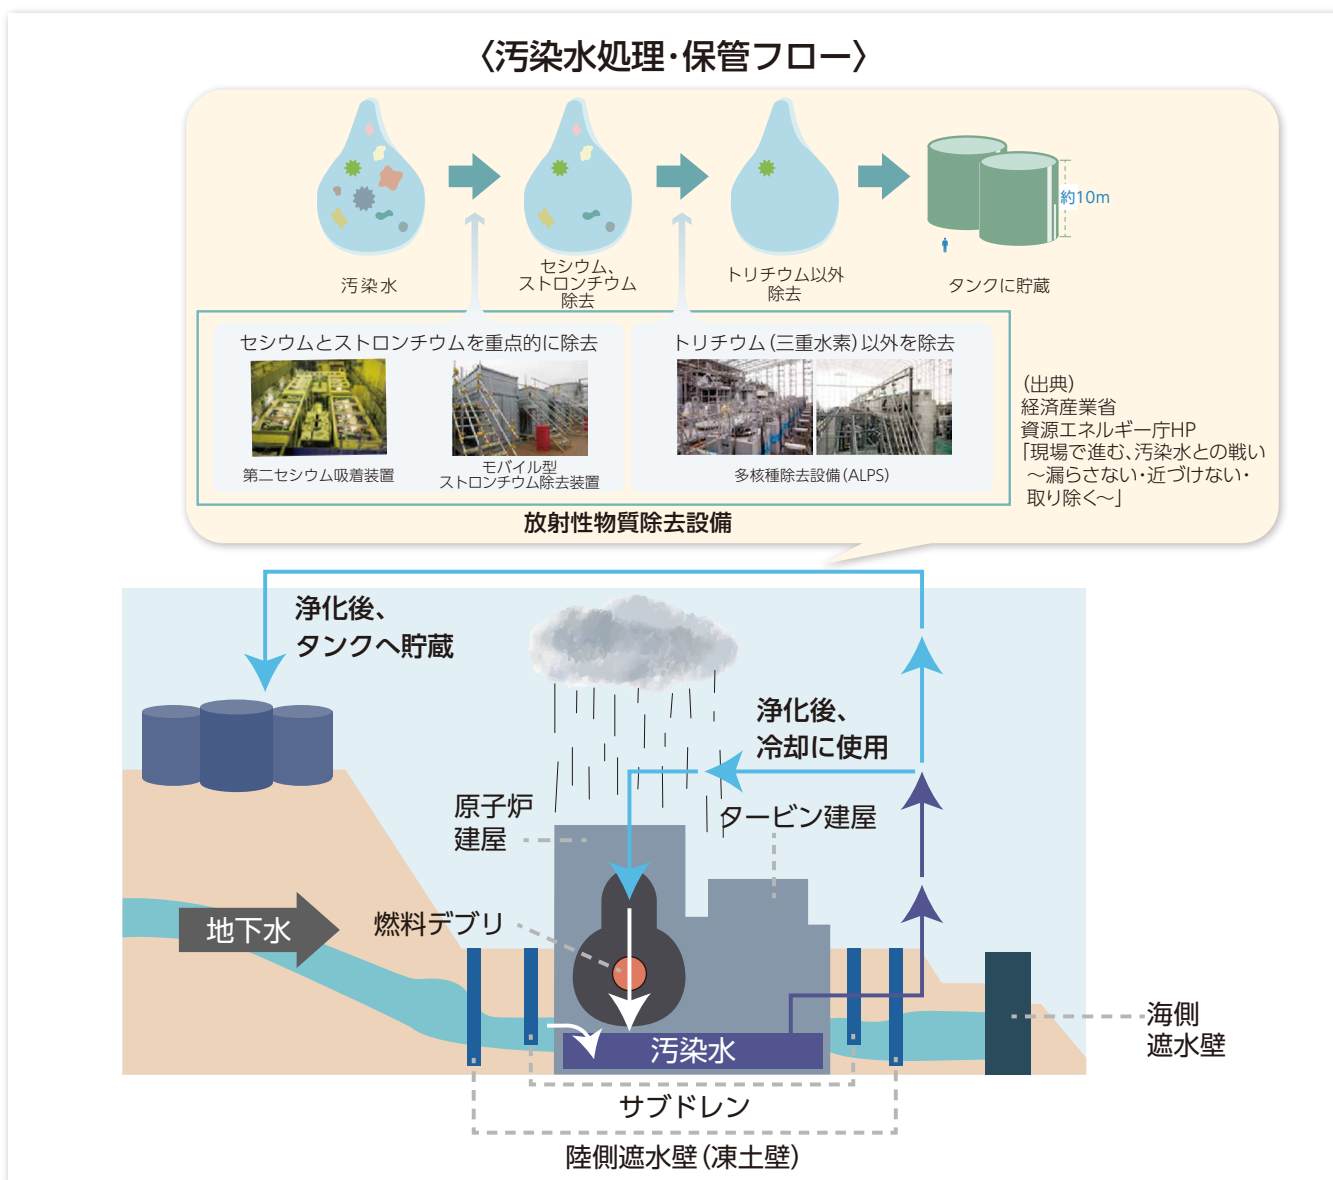 〈汚染水処理･保管フロー〉
約10m
汚染水
セシウム、
ストロンチウム
除去
トリチウム以外
除去
タンクに貯蔵
セシウムとストロンチウムを重点的に除去
第二セシウム吸着装置
モバイル型
ストロンチウム除去装置
トリチウム(三重水素)以外を除去
多核種除去設備(ALPS)
放射性物質除去設備
(出典)
経済産業省
資源エネルギー庁HP
「現場で進む、汚染水との戦い
～漏らさない･近づけない･
取り除く～」
浄化後、
タンクへ貯蔵
浄化後、
冷却に使用
原子炉
建屋
タービン建屋
地下水
燃料デブリ
汚染水
海側
遮水壁
サブドレン
陸側遮水壁(凍土壁)